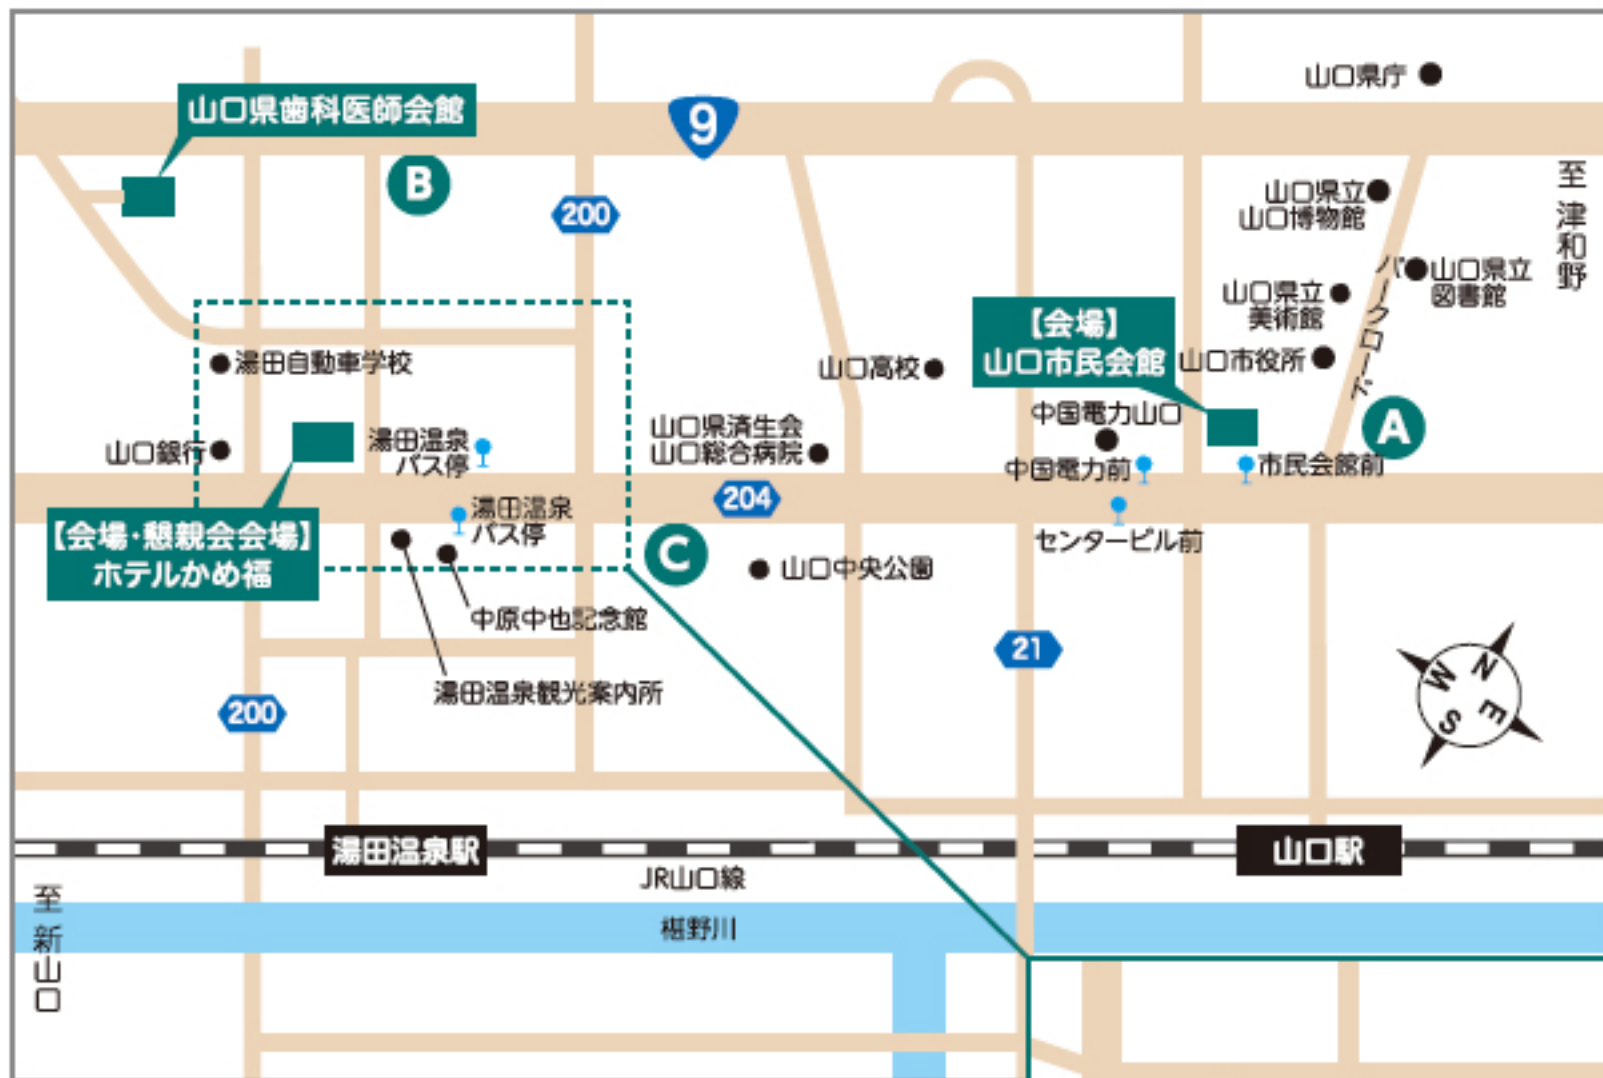 山口県庁
山口県歯科医師会館
9
B
200
山口県立
山口博物館
至 津和野
パークロード
山口県立
図書館
山口県立
美術館
【会場】
山口市民会館
山口市役所
湯田自動車学校
山口高校
中国電力山口
A
山口銀行
湯田温泉
バス停
山口県済生会
山口総合病院
中国電力前
市民会館前
204
湯田温泉
バス停
【会場・懇親会会場】
ホテルかめ福
C
センタービル前
山口中央公園
中原中也記念館
21
湯田温泉観光案内所
200
N
W
E
S
湯田温泉駅
山口駅
JR山口線
至 新山口
椹野川